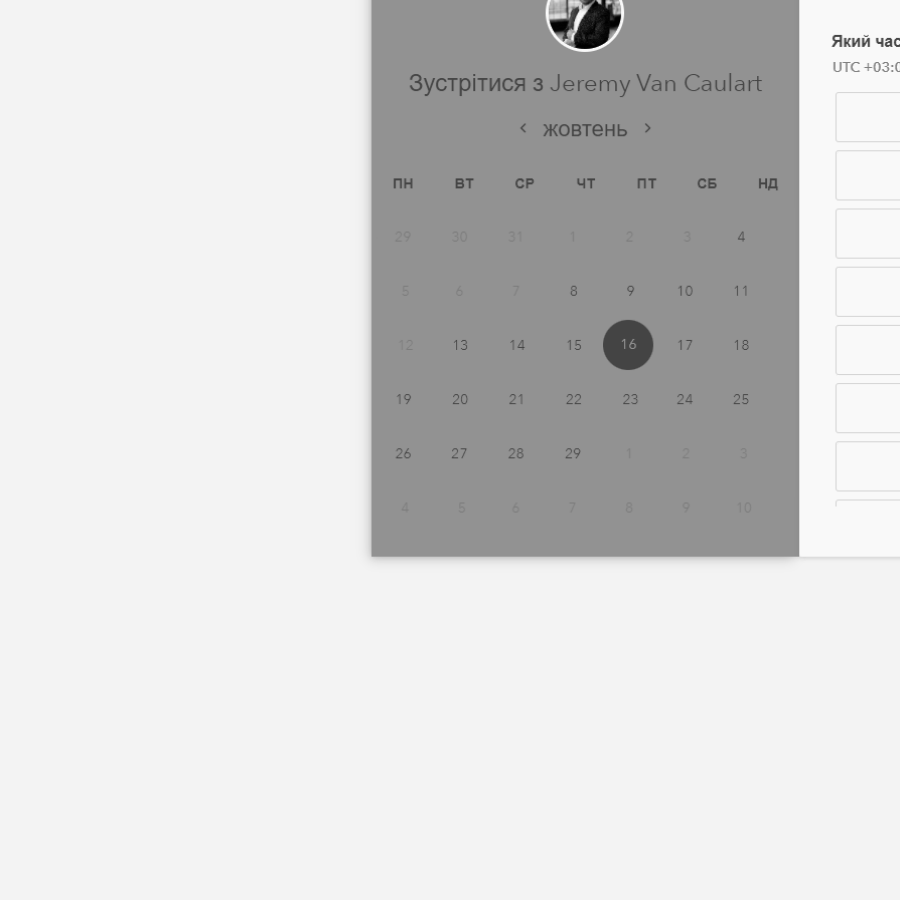 Зустрітися з Jeremy Van Caulart
жовтень
ПН ВТ СР ЧТ ПТ СБ НД
29 30 31 1 2 3 4
5 6 7 8 9 10 11
12 13 14 15 16 17 18
19 20 21 22 23 24 25
26 27 28 29 1 2 3
4 5 6 7 8 9 10
Який час
UTC +03:0